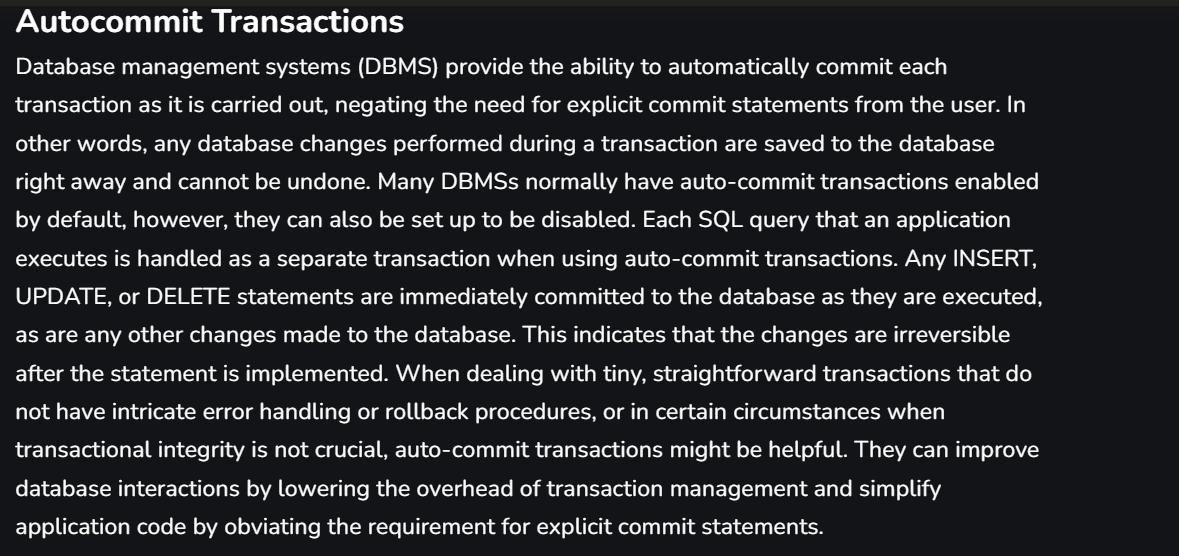 Autocommit Transactions
Database management systems (DBMS) provide the ability to automatically commit each
transaction as it is carried out, negating the need for explicit commit statements from the user. In
other words, any database changes performed during a transaction are saved to the database
right away and cannot be undone. Many DBMSs normally have auto-commit transactions enabled
by default, however, they can also be set up to be disabled. Each SQL query that an application
executes is handled as a separate transaction when using auto-commit transactions. Any INSERT,
UPDATE, or DELETE statements are immediately committed to the database as they are executed,
as are any other changes made to the database. This indicates that the changes are irreversible
after the statement is implemented. When dealing with tiny, straightforward transactions that do
not have intricate error handling or rollback procedures, or in certain circumstances when
transactional integrity is not crucial, auto-commit transactions might be helpful. They can improve
database interactions by lowering the overhead of transaction management and simplify
application code by obviating the requirement for explicit commit statements.